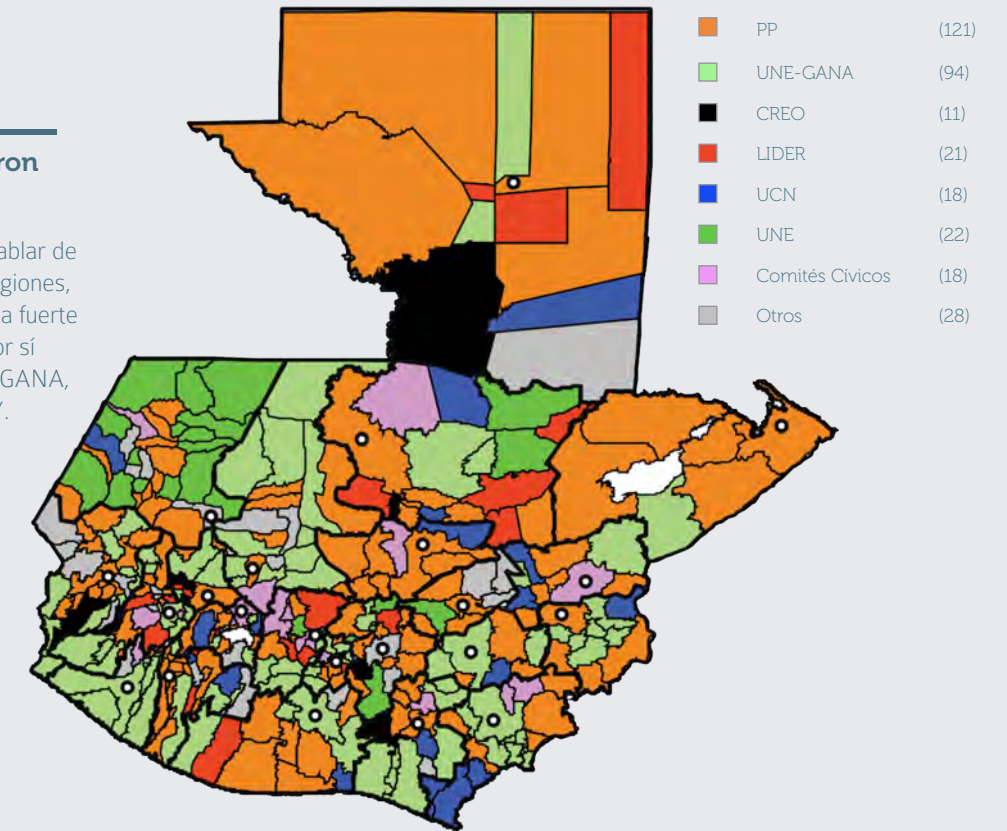 ron
ablar de
giones,
a fuerte
or sí
GANA,
.
PP (121)
UNE-GANA (94)
CREO (11)
LIDER (21)
UCN (18)
UNE (22)
Comités Cívicos (18)
Otros (28)